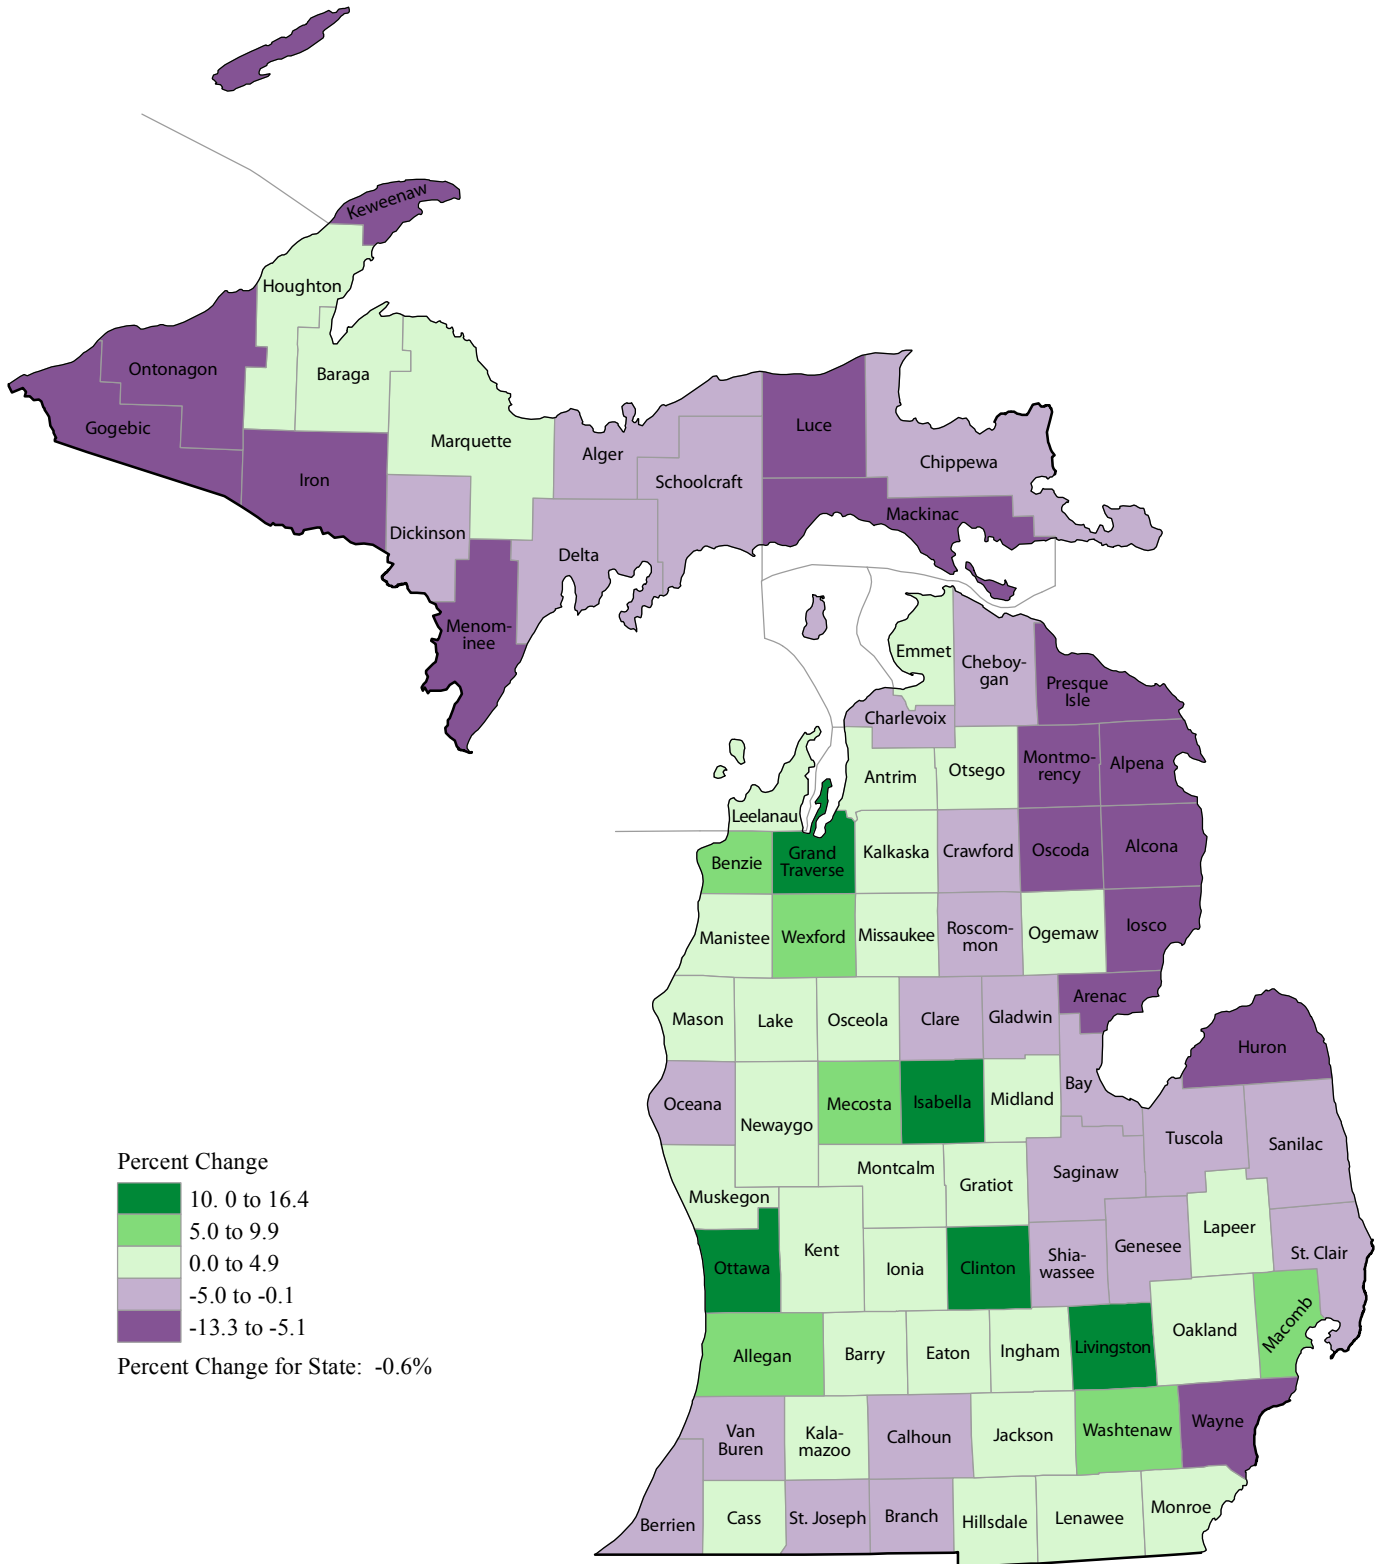 Keweenaw
Houghton
Ontonagon
Baraga
Gogebic
Marquette
Luce
Alger
Chippewa
Iron
Schoolcraft
Mackinac
Dickinson
Delta
Menom-
inee
Emmet
Cheboy-
gan
Presque
Isle
Charlevoix
Montmo-
rency
Alpena
Otsego
Antrim
Leelanau
Benzie
Grand
Traverse
Kalkaska
Crawford
Oscoda
Alcona
Manistee
Wexford
Missaukee
Roscom-
mon
Ogemaw
Iosco
Arenac
Mason
Lake
Osceola
Clare
Gladwin
Huron
Bay
Oceana
Newaygo
Mecosta
Isabella
Midland
Tuscola
Sanilac
Montcalm
Gratiot
Saginaw
Muskegon
Lapeer
Kent
Ottawa
Ionia
Clinton
Shia-
wassee
Genesee
St. Clair
Macomb
Oakland
Livingston
Allegan
Barry
Eaton
Ingham
Van
Buren
Kala-
mazoo
Calhoun
Jackson
Washtenaw
Wayne
Berrien
Cass
St. Joseph
Branch
Hillsdale
Lenawee
Monroe
Percent Change
10. 0 to 16.4
5.0 to 9.9
0.0 to 4.9
-5.0 to -0.1
-13.3 to -5.1
Percent Change for State: -0.6%